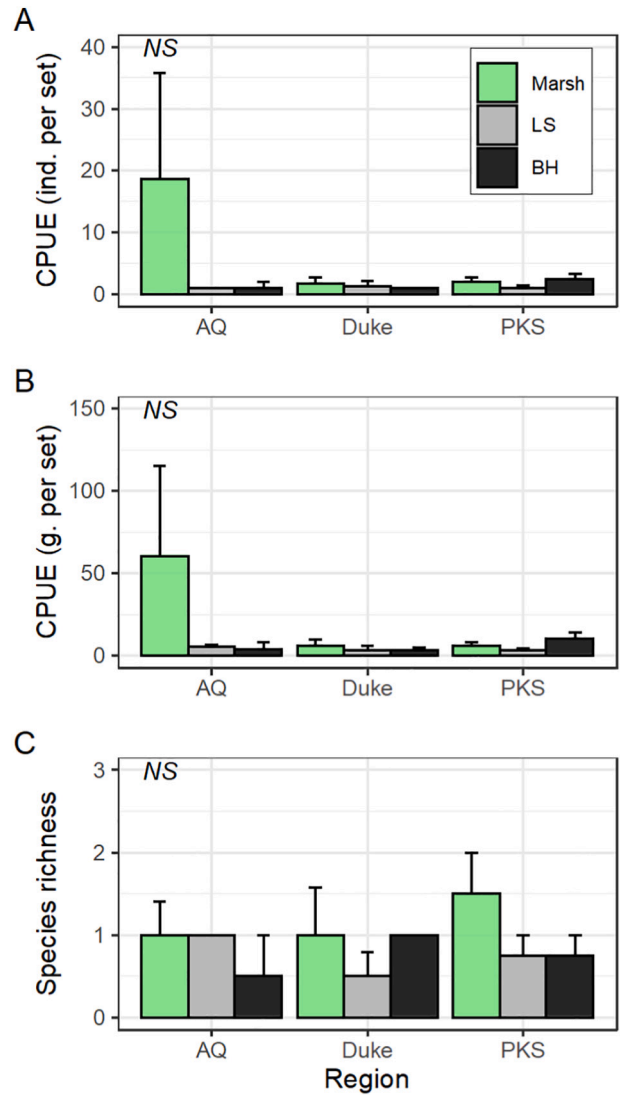 A
CPUE (ind. per set)
40
30
20
10
0
NS
Marsh
LS
BH
AQ Duke PKS
B
CPUE (g. per set)
150
100
50
0
NS
AQ Duke PKS
C
Species richness
3
2
1
0
NS
AQ Duke PKS
Region